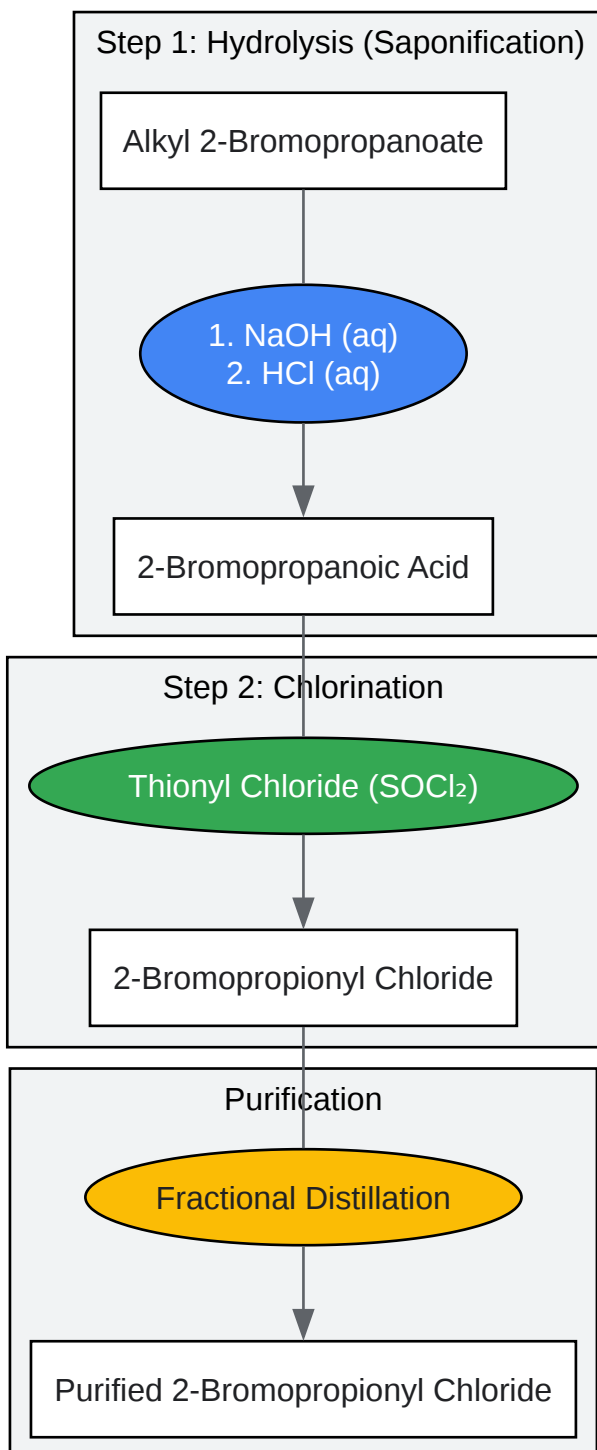 Step 1: Hydrolysis (Saponification)
Alkyl 2-Bromopropanoate
1. NaOH (aq)
2. HCl (aq)
2-Bromopropanoic Acid
Step 2: Chlorination
Thionyl Chloride (SOCl₂)
2-Bromopropionyl Chloride
Purification
Fractional Distillation
Purified 2-Bromopropionyl Chloride